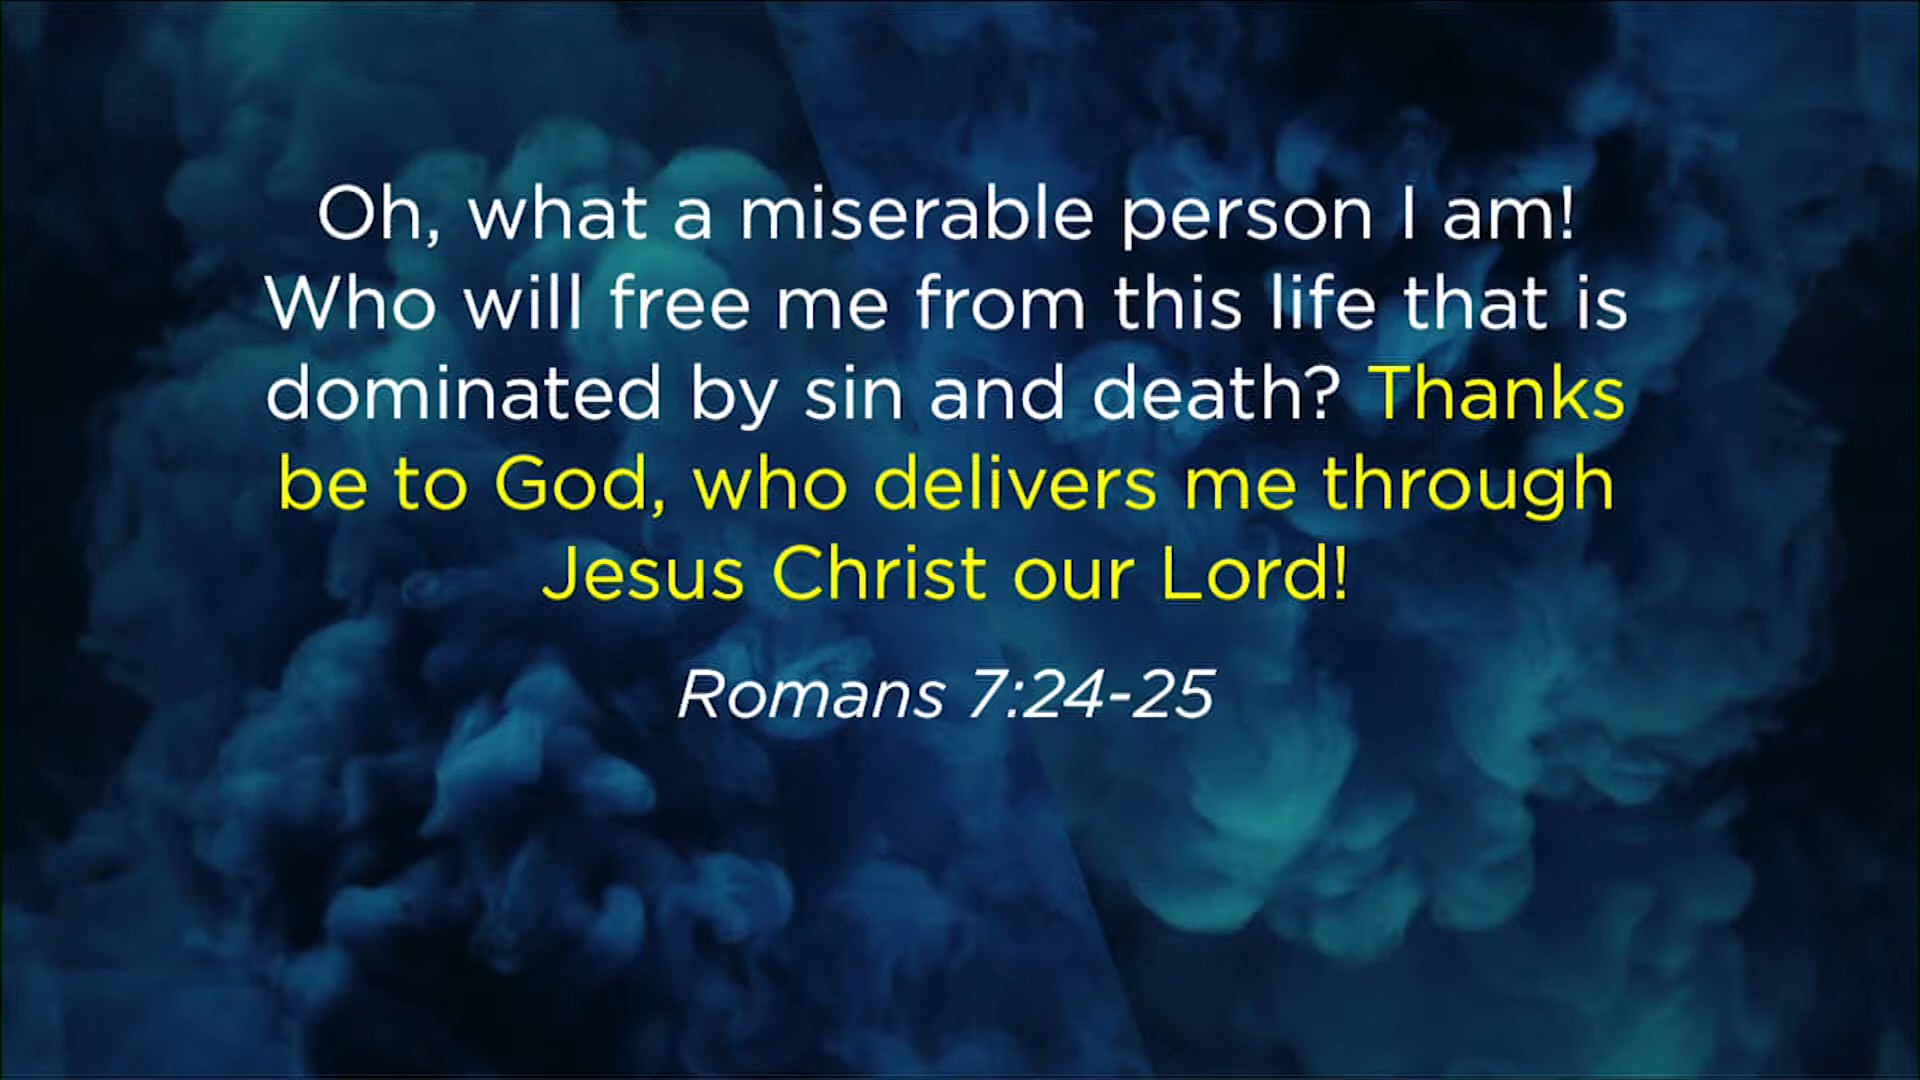 Oh, what a miserable person I am!
Who will free me from this life that is
dominated by sin and death? Thanks
be to God, who delivers me through
Jesus Christ our Lord!
Romans 7:24-25